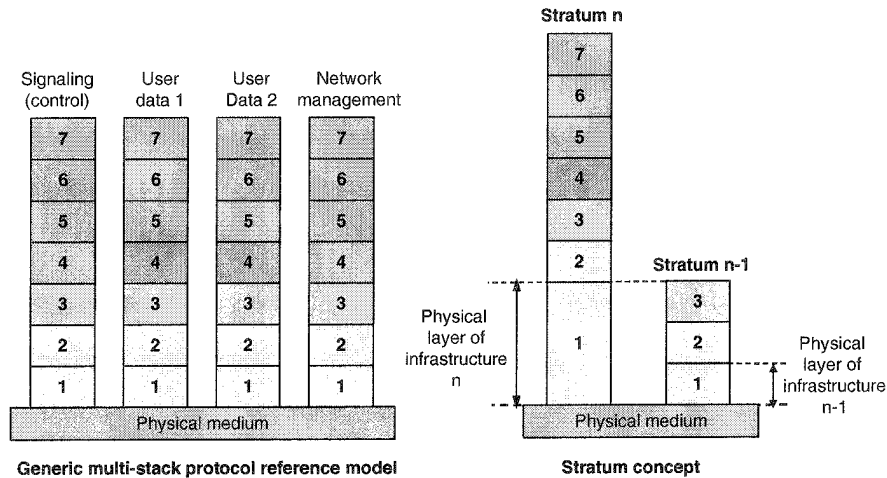 Signaling
(control)
User
data 1
User
Data 2
Network
management
7 7 7 7
6 6 6 6
5 5 5 5
4 4 4 4
3 3 3 3
2 2 2 2
1 1 1 1
Physical medium
Generic multi-stack protocol reference model
Stratum n
7
6
5
4
3
2
1
Physical
layer of
infrastructure
n
Stratum n-1
3
2
1
Physical
layer of
infrastructure
n-1
Physical medium
Stratum concept